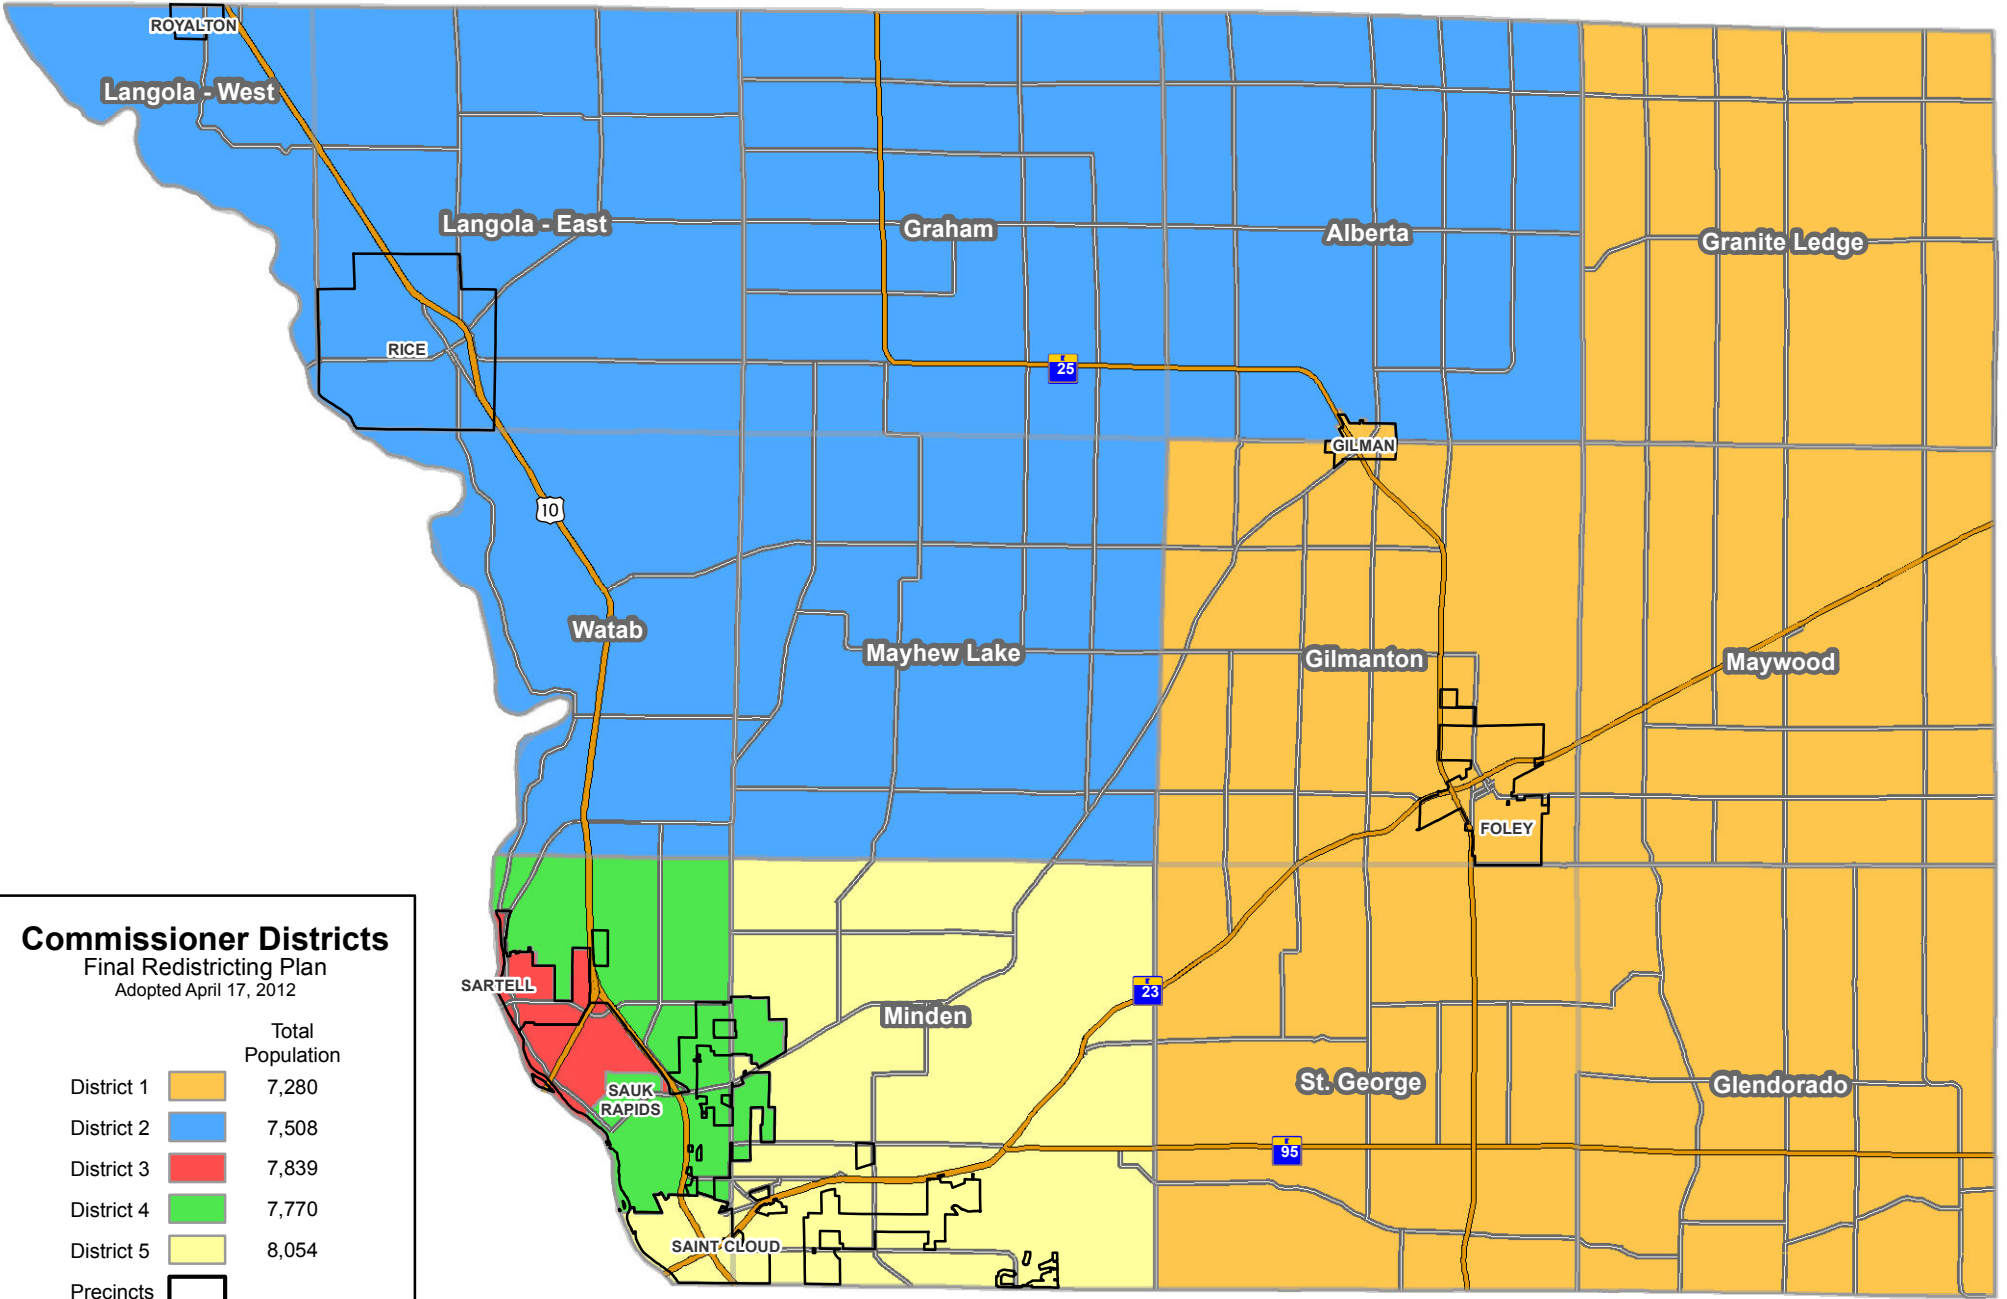 ROYALTON
Langola - West
Langola - East
Graham
Alberta
Granite Ledge
RICE
25
GILMAN
10
Watab
Mayhew Lake
Gilmanton
Maywood
FOLEY
SARTELL
23
Minden
SAUK
RAPIDS
St. George
Glendorado
95
SAINT CLOUD
Commissioner Districts
Final Redistricting Plan
Adopted April 17, 2012
Total
Population
District 1 7,280
District 2 7,508
District 3 7,839
District 4 7,770
District 5 8,054
Precincts